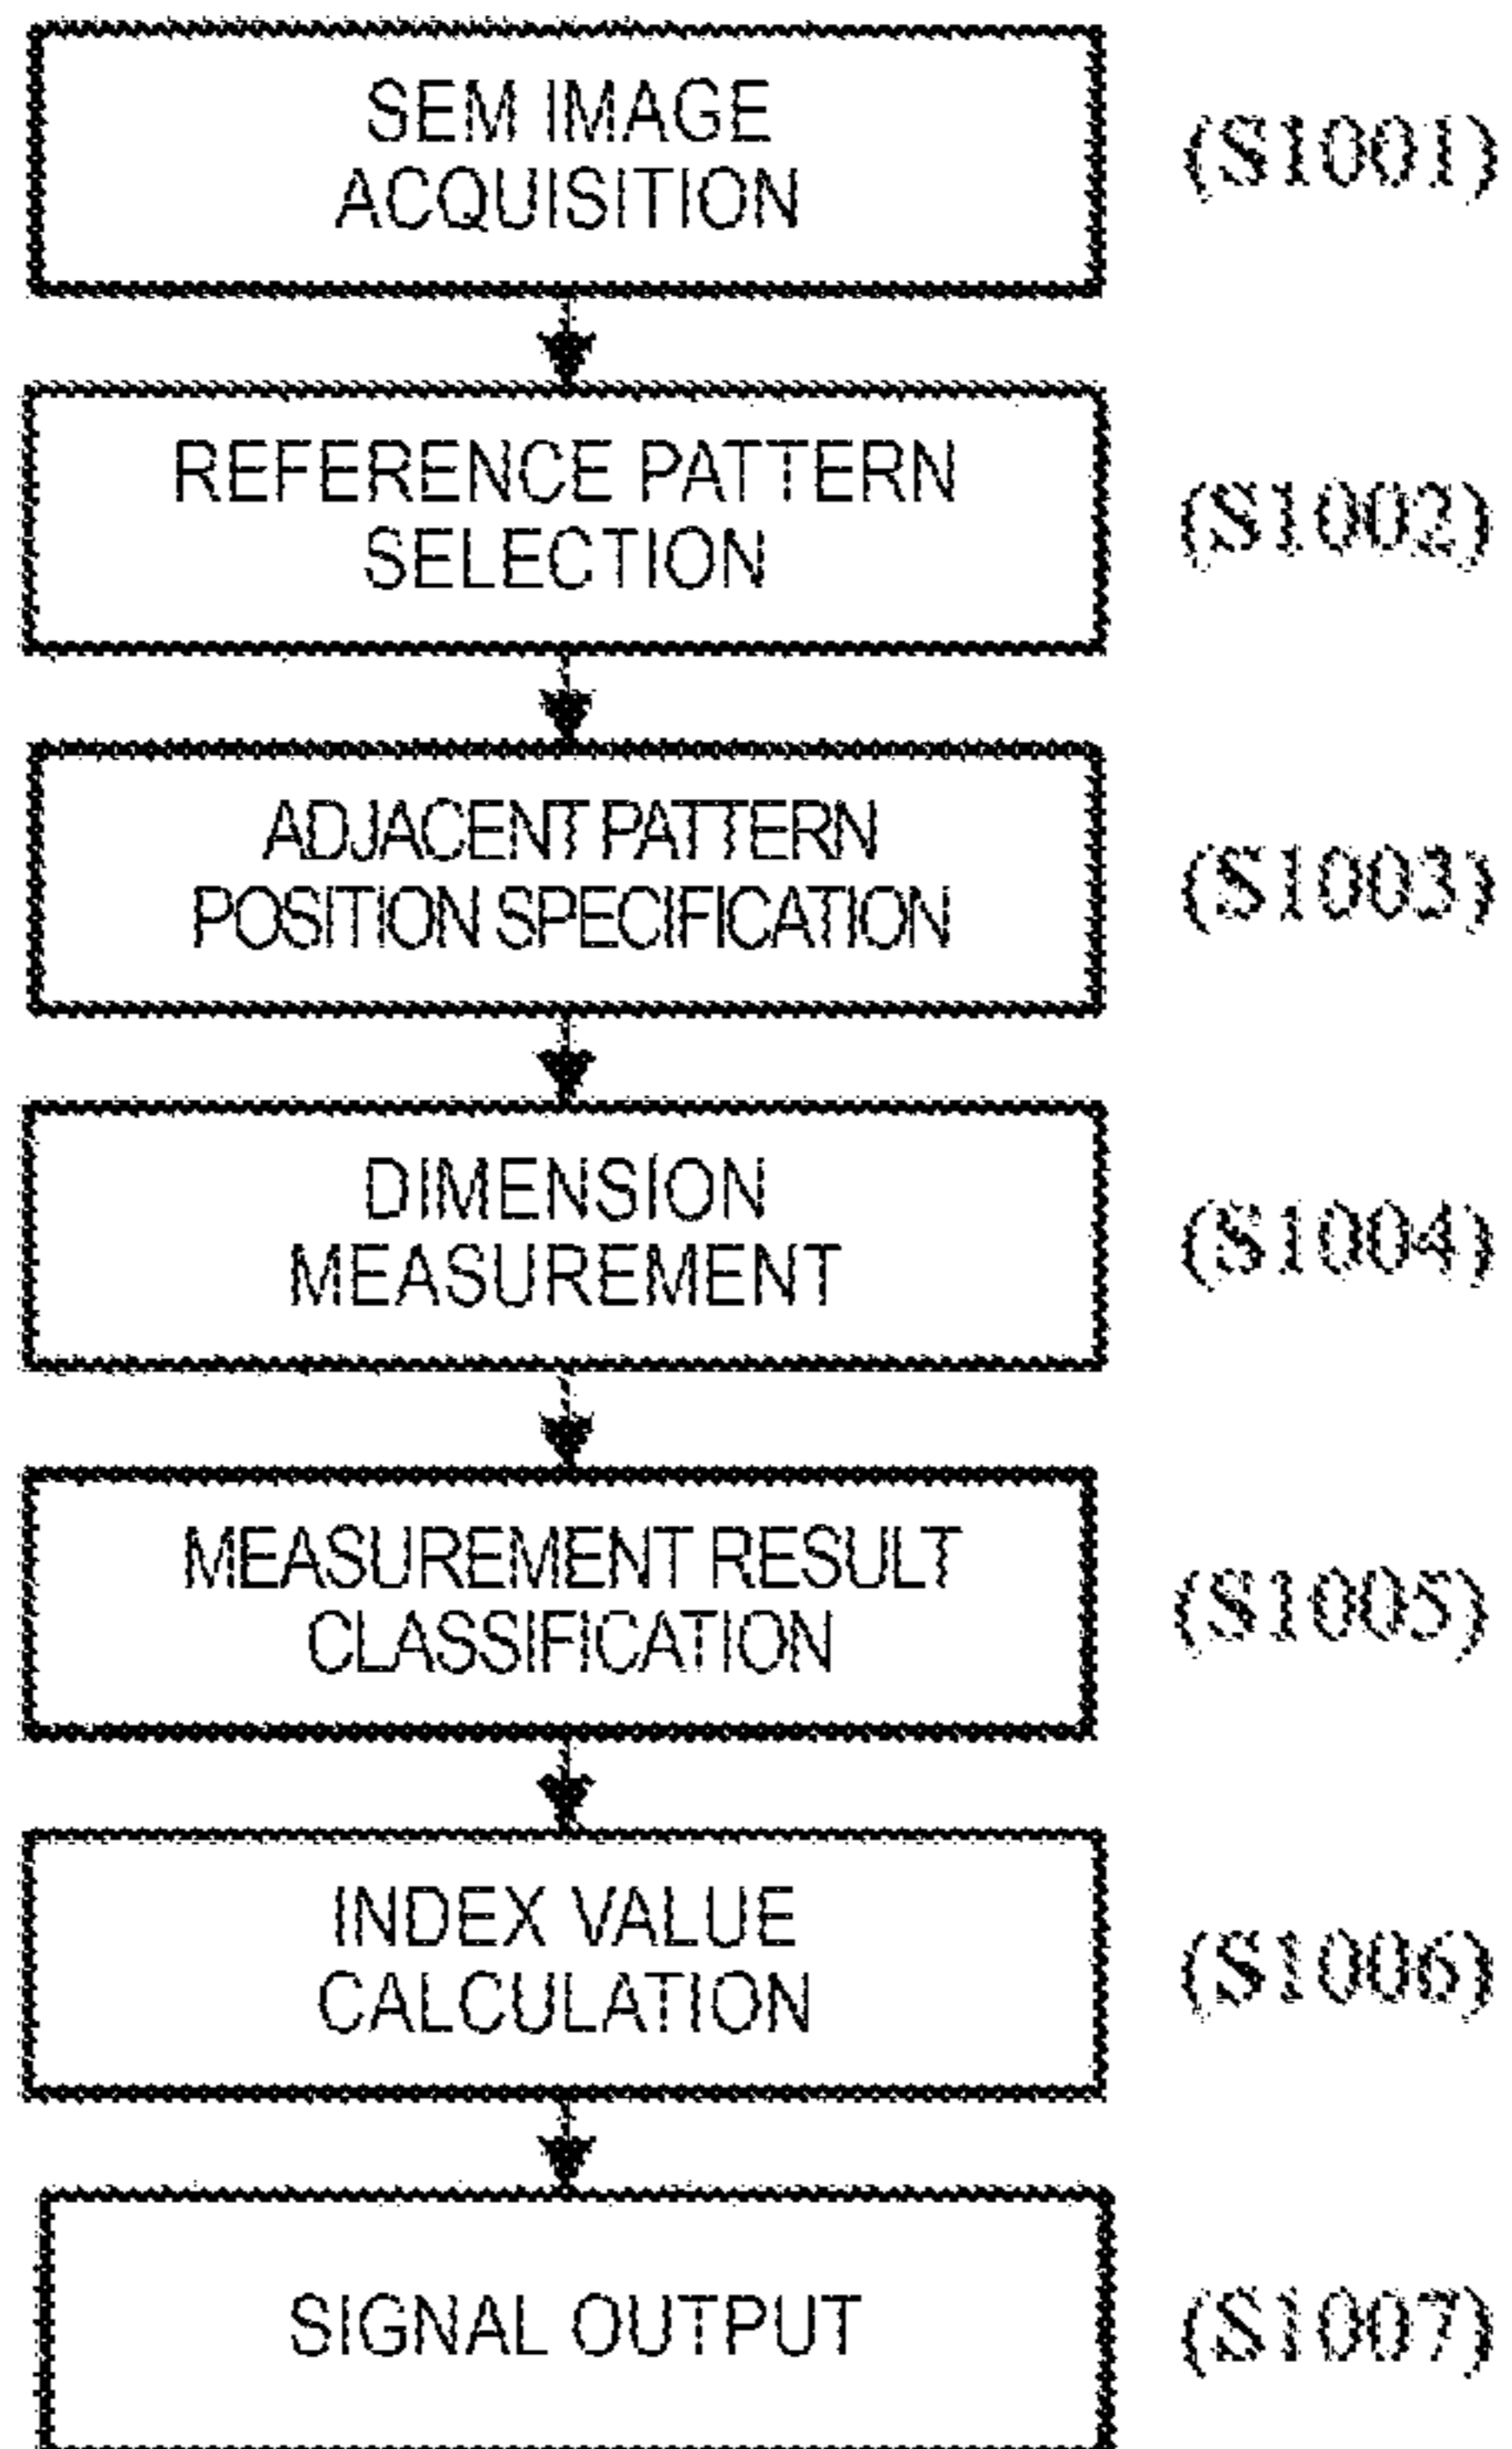 SEM IMAGE
ACQUISITION
(S1001)
REFERENCE PATTERN
SELECTION
(S1002)
ADJACENT PATTERN
POSITION SPECIFICATION
(S1003)
DIMENSION
MEASUREMENT
(S1004)
MEASUREMENT RESULT
CLASSIFICATION
(S1005)
INDEX VALUE
CALCULATION
(S1006)
SIGNAL OUTPUT
(S1007)